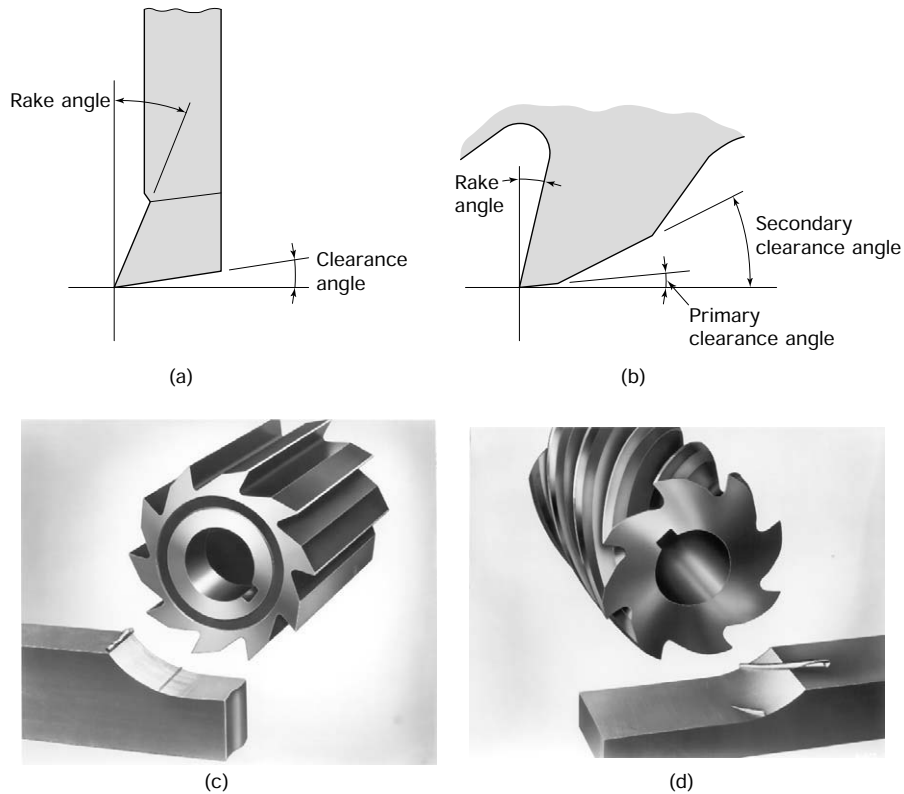 Rake angle
Clearance
angle
(a)
Rake
angle
Secondary
clearance angle
Primary
clearance angle
(b)
(c)
(d)